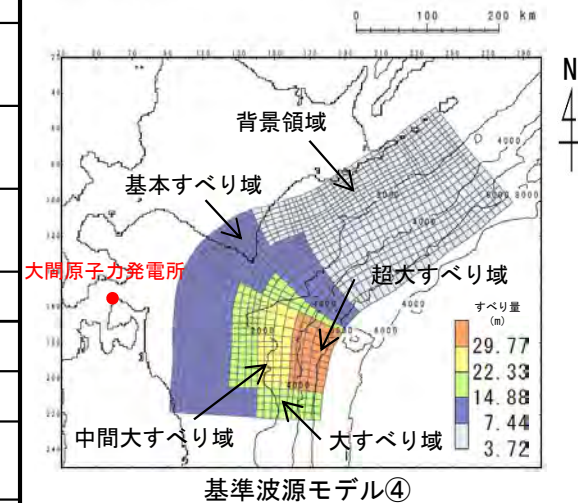 0 100 200 km
N
背景領域
基本すべり域
大間原子力発電所
超大すべり域
すべり量
(m)
29.77
22.33
14.88
7.44
3.72
中間大すべり域
大すべり域
基準波源モデル④